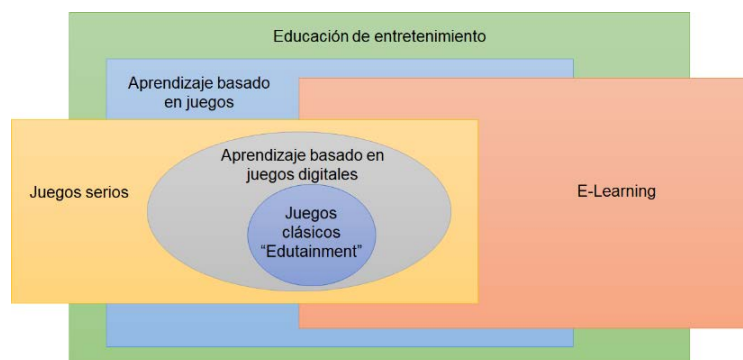 Educación de entretenimiento
Aprendizaje basado
en juegos
Aprendizaje basado en
juegos digitales
Juegos serios
E-Learning
Juegos
clásicos
“Edutainment”